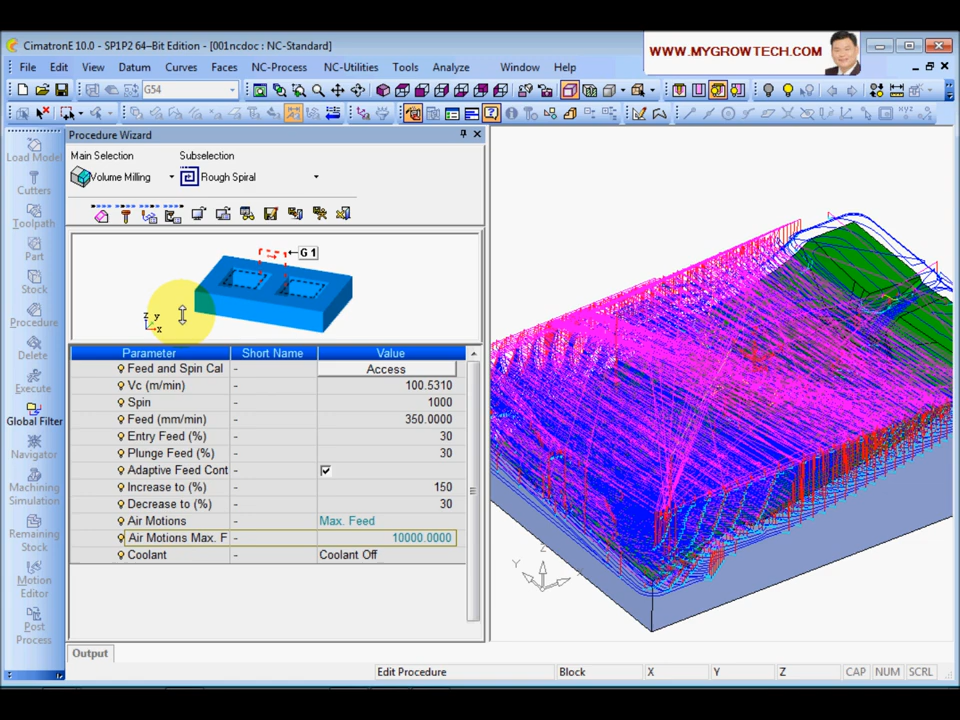 CimatronE 10.0 - SP1P2 64–Bit Edition - [001ncdoc : NC-Standard]
WWW.MYGROWTECH.COM
File Edit View Datum Curves Faces NC-Process NC-Utilities Tools Analyze Window Help
G54
Load Model
Cutters
Toolpath
Part
Stock
Procedure
Delete
Execute
Global Filter
Navigator
Machining
Simulation
Remaining
Stock
Motion
Editor
Post
Process
Procedure Wizard
Main Selection Subselection
Volume Milling Rough Spiral
G 1
Z y
x
Parameter Short Name Value
Feed and Spin Cal - Access
Vc (m/min) - 100.5310
Spin - 1000
Feed (mm/min) - 350.0000
Entry Feed (%) - 30
Plunge Feed (%) - 30
Adaptive Feed Cont -
Increase to (%) - 150
Decrease to (%) - 30
Air Motions - Max. Feed
Air Motions Max. F - 10000.0000
Coolant - Coolant Off
Z
Y
Output
Edit Procedure Block X Y Z CAP NUM SCRL